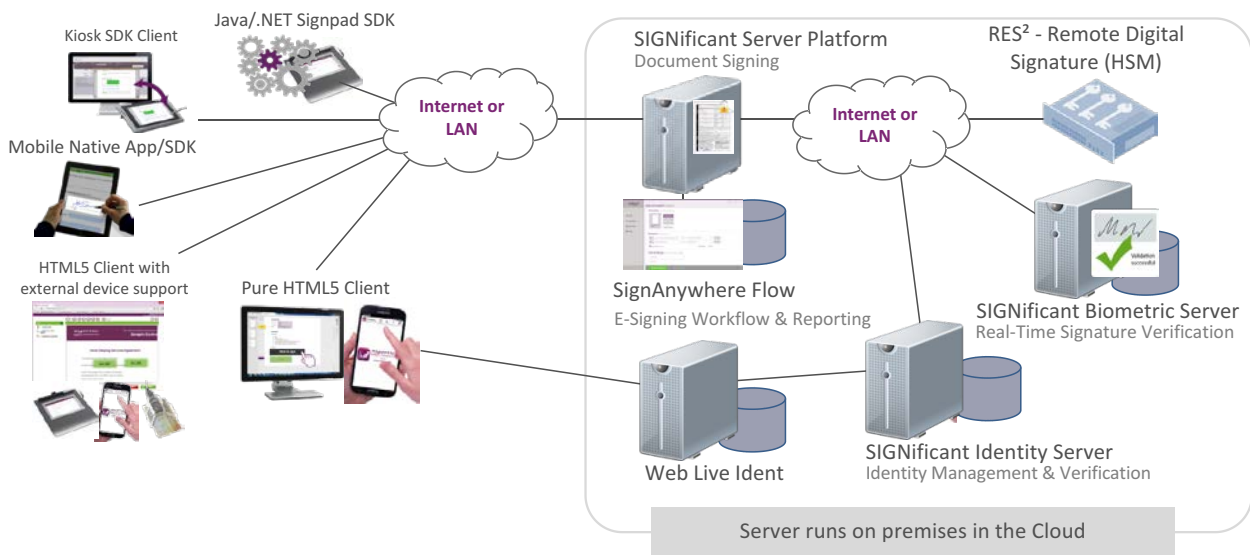 Java/.NET Signpad SDK
Kiosk SDK Client
Mobile Native App/SDK
HTML5 Client with
external device support
Pure HTML5 Client
Internet or
LAN
SIGNificant Server Platform
Document Signing
RES² - Remote Digital
Signature (HSM)
Internet or
LAN
Validation
successful
SignAnywhere Flow
E-Signing Workflow & Reporting
SIGNificant Biometric Server
Real-Time Signature Verification
Web Live Ident
SIGNificant Identity Server
Identity Management & Verification
Server runs on premises in the Cloud